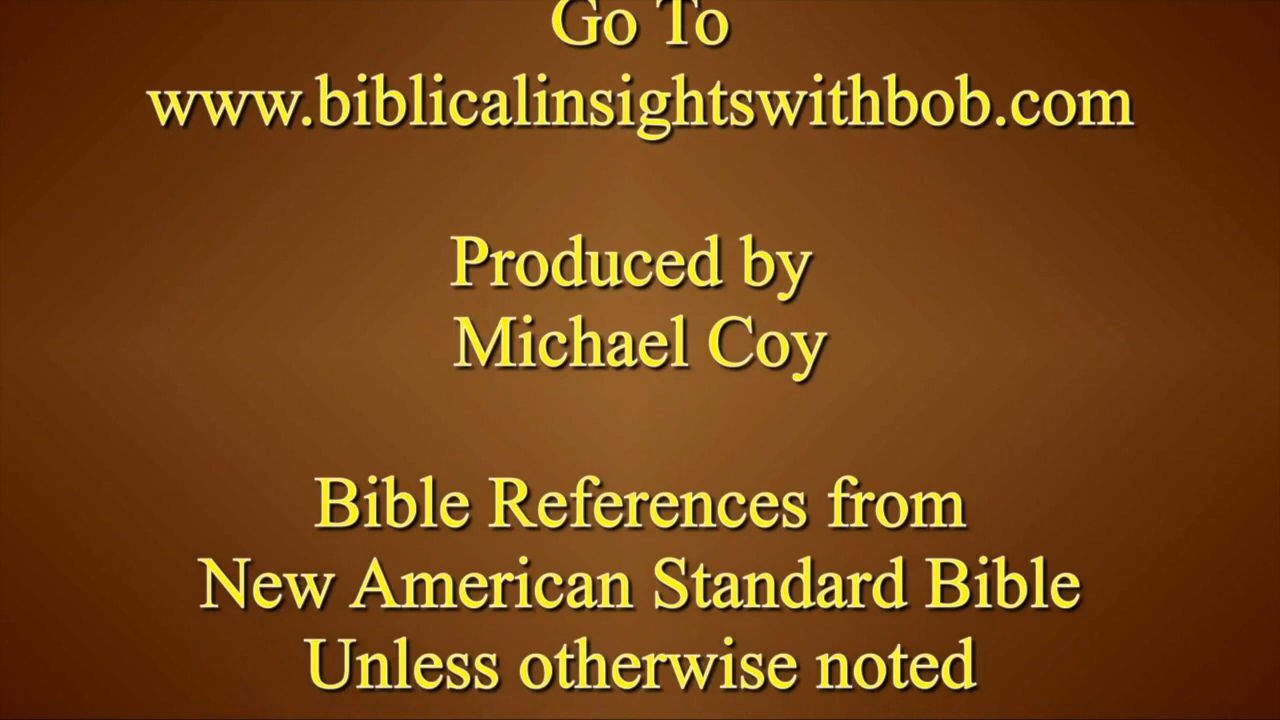 Go To
www.biblicalinsightswithbob.com
Produced by
Michael Coy
Bible References from
New American Standard Bible
Unless otherwise noted